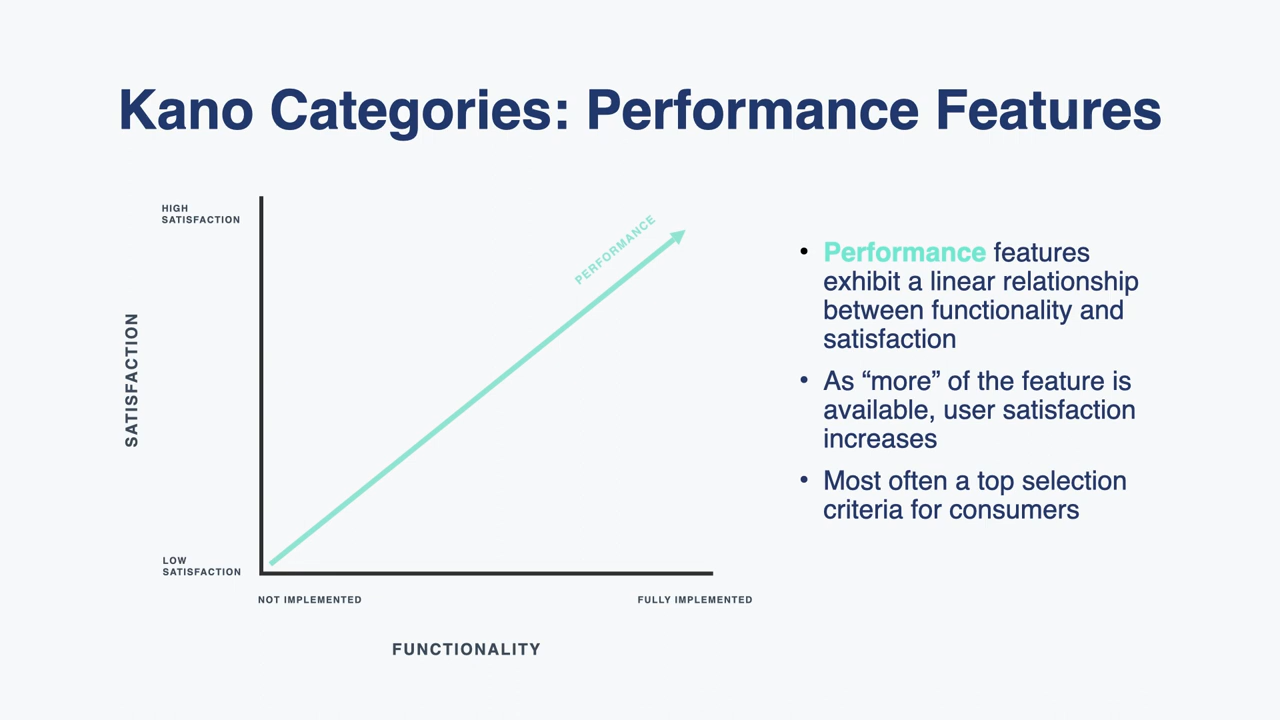 Kano Categories: Performance Features
HIGH
SATISFACTION
PERFORMANCE
SATISFACTION
LOW
SATISFACTION
NOT IMPLEMENTED
FULLY IMPLEMENTED
FUNCTIONALITY
• Performance features
exhibit a linear relationship
between functionality and
satisfaction
• As “more” of the feature is
available, user satisfaction
increases
• Most often a top selection
criteria for consumers